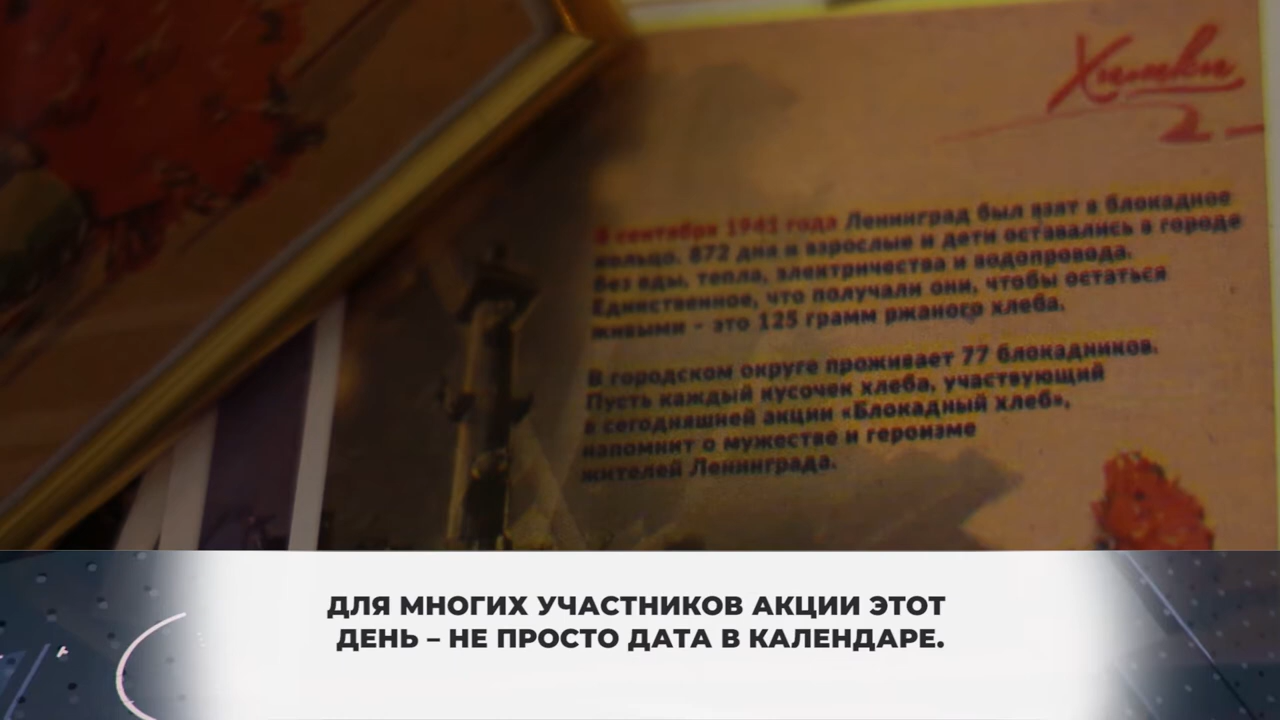 Химки
8 сентября 1941 года Ленинград был взят в блокадное
кольцо. 872 дня и взрослые и дети оставались в городе
без еды, тепла, электричества и водопровода.
Единственное, что получали они, чтобы остаться
живыми - это 125 грамм ржаного хлеба.
В городском округе проживает 77 блокадников.
Пусть каждый кусочек хлеба, участвующий
в сегодняшней акции «Блокадный хлеб»,
напомнит о мужестве и героизме
жителей Ленинграда.
ДЛЯ МНОГИХ УЧАСТНИКОВ АКЦИИ ЭТОТ
ДЕНЬ – НЕ ПРОСТО ДАТА В КАЛЕНДАРЕ.